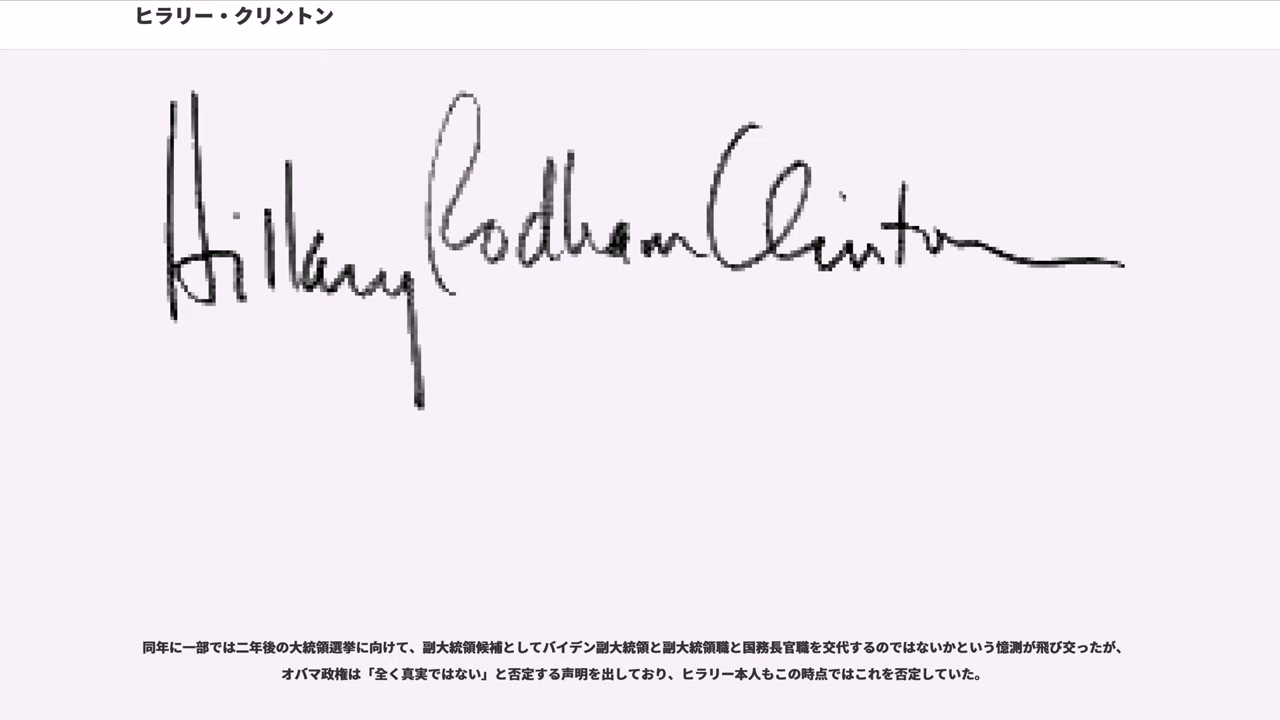 ヒラリー・クリントン
Hillary Rodham Clinton
同年に一部では二年後の大統領選挙に向けて、副大統領候補としてバイデン副大統領と副大統領職と国務長官職を交代するのではないかという憶測が飛び交ったが、
オバマ政権は「全く真実ではない」と否定する声明を出しており、ヒラリー本人もこの時点ではこれを否定していた。